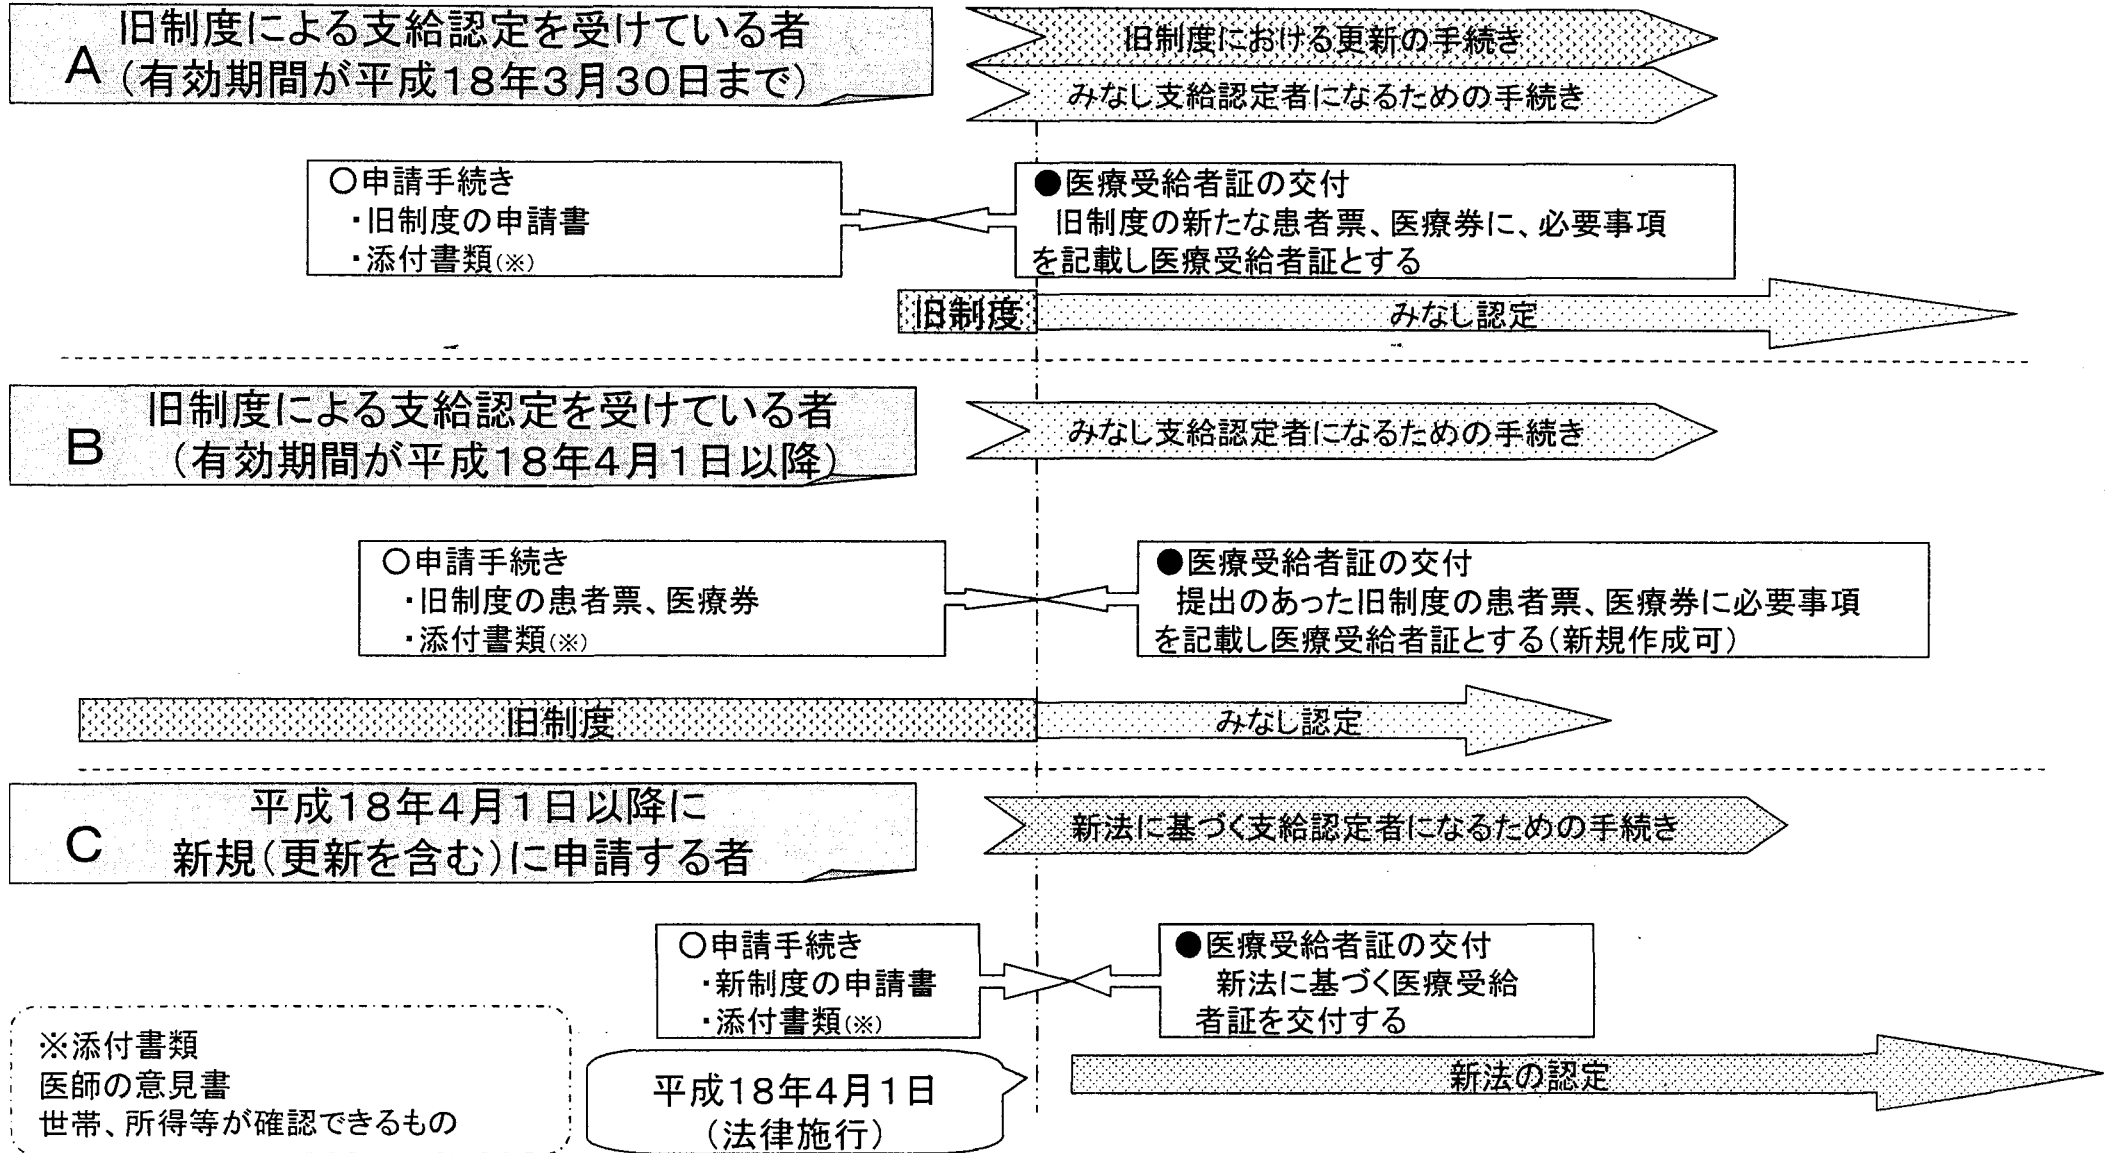 A
旧制度による支給認定を受けている者
(有効期間が平成18年3月30日まで)
旧制度における更新の手続き
みなし支給認定者になるための手続き
○申請手続き
・旧制度の申請書
・添付書類(※)
●医療受給者証の交付
旧制度の新たな患者票、医療券に、必要事項
を記載し医療受給者証とする
旧制度
みなし認定
B
旧制度による支給認定を受けている者
(有効期間が平成18年4月1日以降)
みなし支給認定者になるための手続き
○申請手続き
・旧制度の患者票、医療券
・添付書類(※)
●医療受給者証の交付
提出のあった旧制度の患者票、医療券に必要事項
を記載し医療受給者証とする(新規作成可)
旧制度
みなし認定
C
平成18年4月1日以降に
新規(更新を含む)に申請する者
新法に基づく支給認定者になるための手続き
○申請手続き
・新制度の申請書
・添付書類(※)
●医療受給者証の交付
新法に基づく医療受給
者証を交付する
新法の認定
※添付書類
医師の意見書
世帯、所得等が確認できるもの
平成18年4月1日
(法律施行)